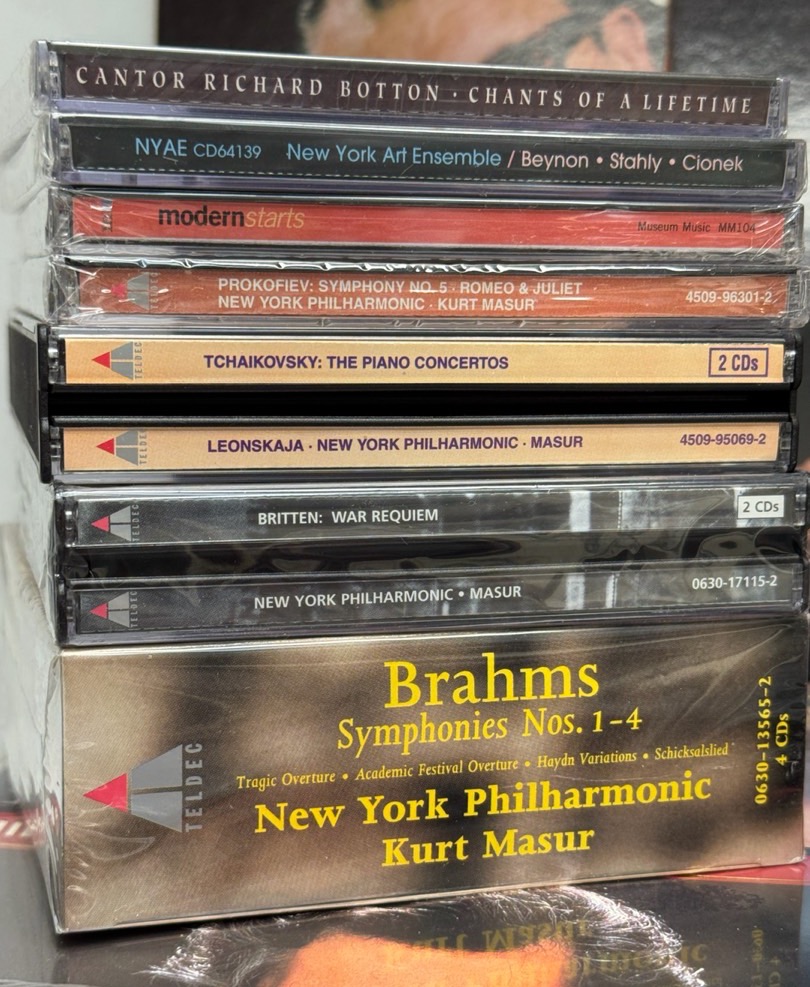 CANTOR RICHARD BOTTON · CHANTS OF A LIFETIME
NYAE CD64139 New York Art Ensemble / Beynon • Stahly • Cionek
modernstarts Museum Music MM104
PROKOFIEV: SYMPHONY NO. 5 · ROMEO & JULIET
NEW YORK PHILHARMONIC · KURT MASUR
4509-96301-2
TELDEC
TCHAIKOVSKY: THE PIANO CONCERTOS
2 CDs
TELDEC
LEONSKAJA · NEW YORK PHILHARMONIC · MASUR
4509-95069-2
TELDEC
BRITTEN: WAR REQUIEM
2 CDs
TELDEC
NEW YORK PHILHARMONIC • MASUR
0630-17115-2
TELDEC
Brahms
Symphonies Nos. 1–4
Tragic Overture • Academic Festival Overture • Haydn Variations • Schicksalslied
New York Philharmonic
Kurt Masur
0630-13565-2
4 CDs